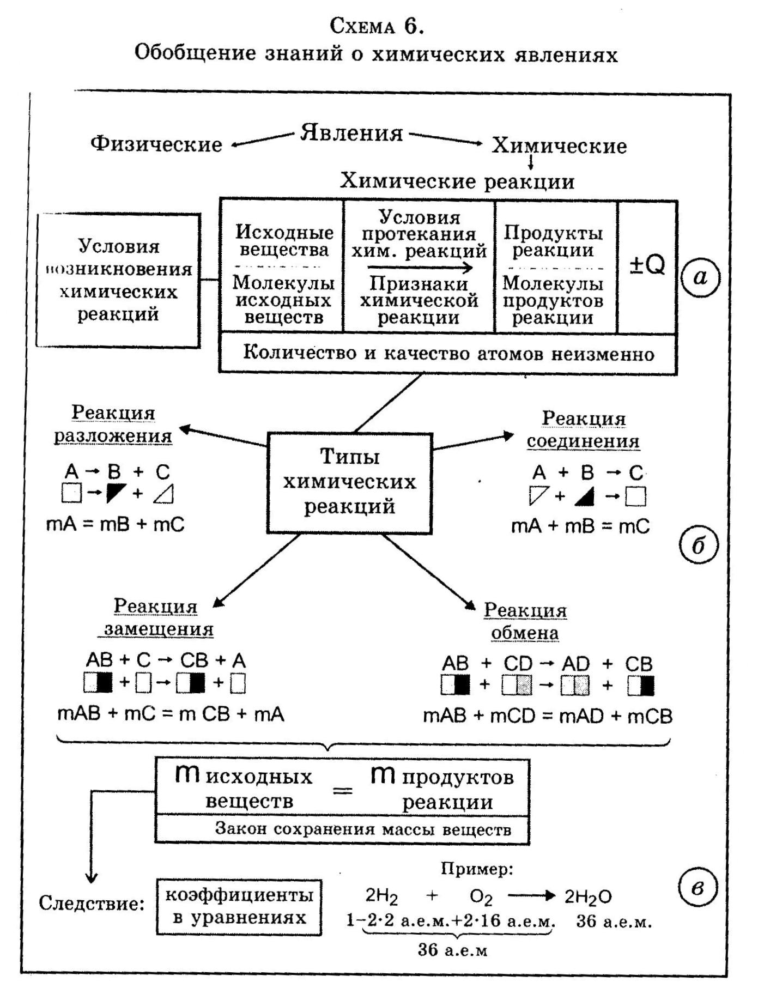 Схема 6.
Обобщение знаний о химических явлениях
Явления
Физические
Химические
Химические реакции
Условия
возникновения
химических
реакций
Исходные
вещества
Молекулы
исходных
веществ
Условия
протекания
хим. реакций
Признаки
химической
реакции
Продукты
реакции
Молекулы
продуктов
реакции
±Q
а
Количество и качество атомов неизменно
Реакция
разложения
A → B + C
→ +
mA = mB + mC
Типы
химических
реакций
Реакция
соединения
A + B → C
+ →
mA + mB = mC
б
Реакция
замещения
AB + C → CB + A
+ → +
mAB + mC = m CB + mA
Реакция
обмена
AB + CD → AD + CB
+ → +
mAB + mCD = mAD + mCB
m исходных
веществ
=
m продуктов
реакции
Закон сохранения массы веществ
Следствие:
коэффициенты
в уравнениях
Пример:
2H₂ + O₂ → 2H₂O
1–2·2 а.е.м.+2·16 а.е.м. 36 а.е.м.
36 а.е.м
в